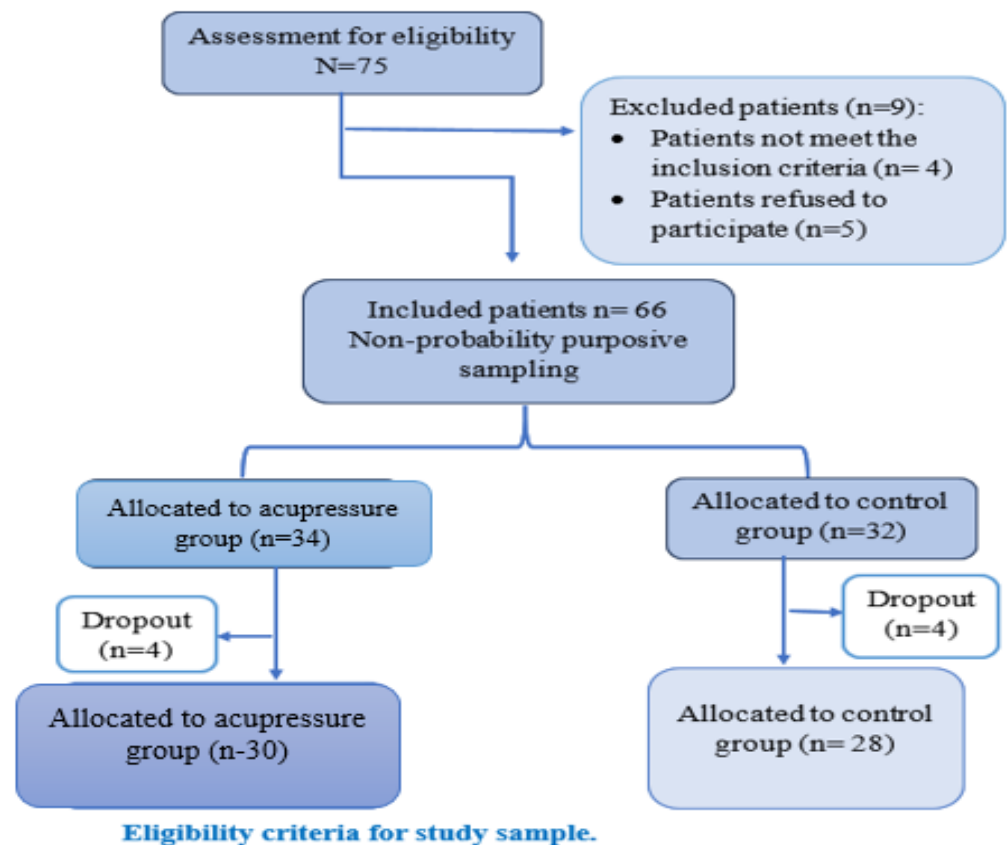 Assessment for eligibility
N=75
Excluded patients (n=9):
• Patients not meet the
inclusion criteria (n= 4)
• Patients refused to
participate (n=5)
Included patients n= 66
Non-probability purposive
sampling
Allocated to acupressure
group (n=34)
Allocated to control
group (n=32)
Dropout
(n=4)
Dropout
(n=4)
Allocated to acupressure
group (n-30)
Allocated to control
group (n= 28)
Eligibility criteria for study sample.